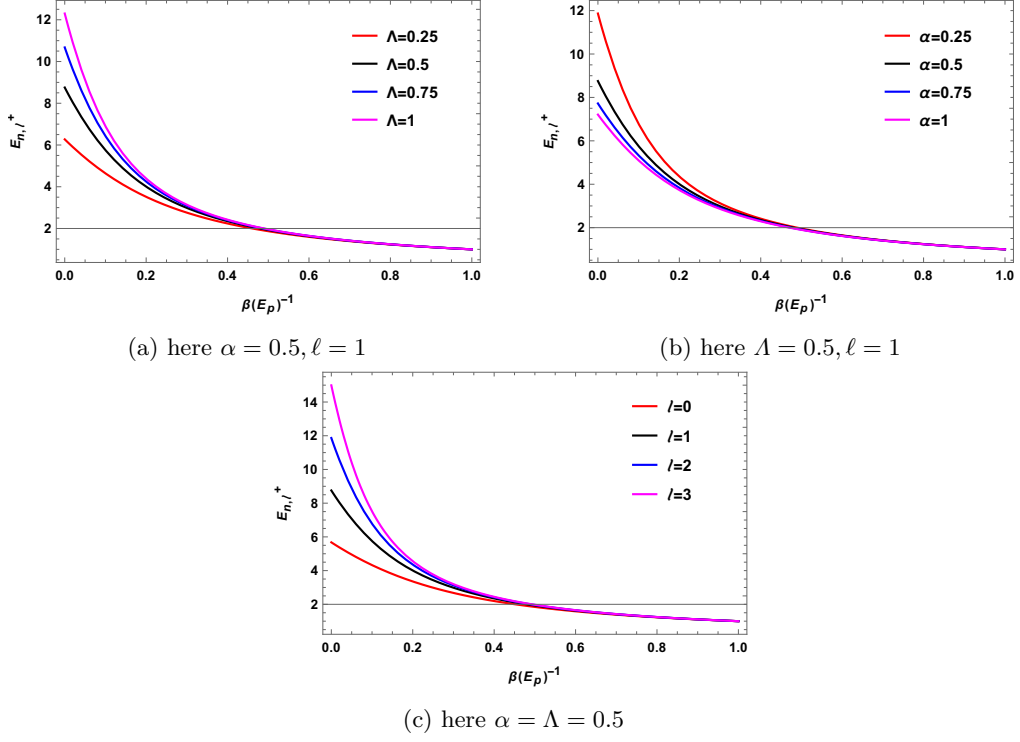 12
10
8
6
4
2
0.0 0.2 0.4 0.6 0.8 1.0
E_{n,l}^+
β(E_p)^{-1}
Λ=0.25
Λ=0.5
Λ=0.75
Λ=1
(a) here α = 0.5, ℓ = 1
12
10
8
6
4
2
0.0 0.2 0.4 0.6 0.8 1.0
E_{n,l}^+
β(E_p)^{-1}
α=0.25
α=0.5
α=0.75
α=1
(b) here Λ = 0.5, ℓ = 1
14
12
10
8
6
4
2
0.0 0.2 0.4 0.6 0.8 1.0
E_{n,l}^+
β(E_p)^{-1}
l=0
l=1
l=2
l=3
(c) here α = Λ = 0.5